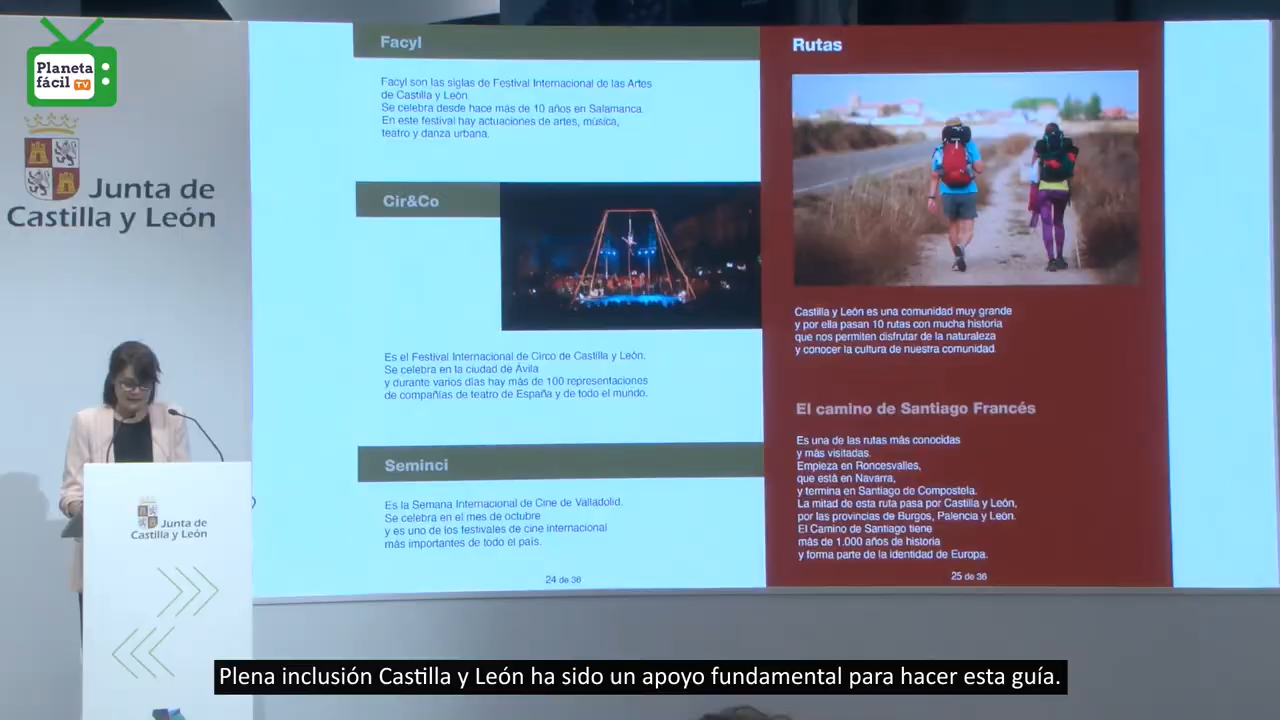 Planeta
fácil TV
Junta de
Castilla y León
Facyl
Facyl son las siglas de Festival Internacional de las Artes
de Castilla y León.
Se celebra desde hace más de 10 años en Salamanca.
En este festival hay actuaciones de artes, música,
teatro y danza urbana.
Cir&Co
Es el Festival Internacional de Circo de Castilla y León.
Se celebra en la ciudad de Ávila
y durante varios días hay más de 100 representaciones
de compañías de teatro de España y de todo el mundo.
Seminci
Es la Semana Internacional de Cine de Valladolid.
Se celebra en el mes de octubre
y es uno de los festivales de cine internacional
más importantes de todo el país.
24 de 36
Rutas
Castilla y León es una comunidad muy grande
y por ella pasan 10 rutas con mucha historia
que nos permiten disfrutar de la naturaleza
y conocer la cultura de nuestra comunidad.
El camino de Santiago Francés
Es una de las rutas más conocidas
y más visitadas.
Empieza en Roncesvalles,
que está en Navarra,
y termina en Santiago de Compostela.
La mitad de esta ruta pasa por Castilla y León,
por las provincias de Burgos, Palencia y León.
El Camino de Santiago tiene
más de 1.000 años de historia
y forma parte de la identidad de Europa.
25 de 36
Junta de
Castilla y León
Plena inclusión Castilla y León ha sido un apoyo fundamental para hacer esta guía.